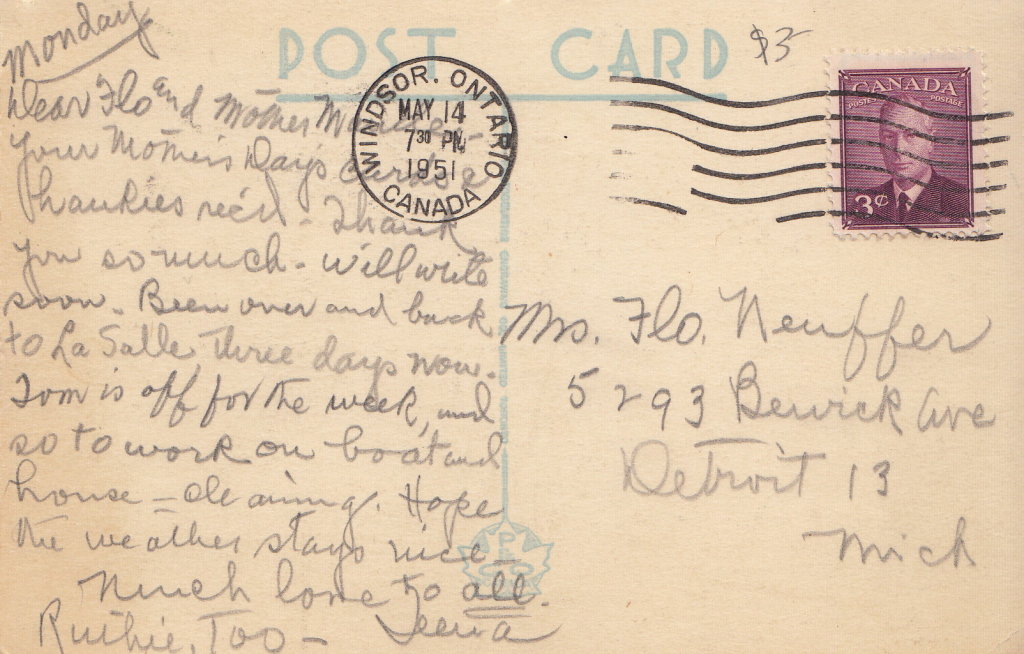 Monday
POST CARD
$3-
Dear Flo and Mother
Your Mother's Day's cards &
hankies rec'd - Thank
you so much - will write
soon. Been over and back
to La Salle three days now.
Tom is off for the week, and
so to work on boat and
house - cleaning. Hope
the weather stays nice -
Much love to all.
Ruthie, Too -
WINDSOR. ONTARIO
MAY 14
7 30 PM
1951
CANADA
CANADA
POSTES POSTAGE
3¢
Mrs. Flo. Neuffer
5293 Bewick Ave
Detroit 13
Mich